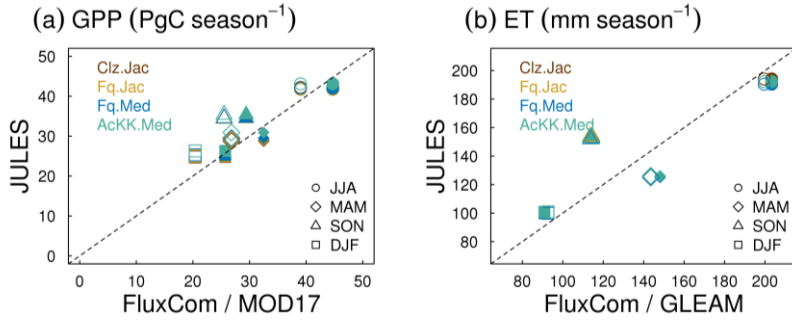 (a) GPP (PgC season⁻¹)
50
40
30
20
10
0
JULES
Clz.Jac
Fq.Jac
Fq.Med
AcKK.Med
JJA
MAM
SON
DJF
0 10 20 30 40 50
FluxCom / MOD17
(b) ET (mm season⁻¹)
200
180
160
140
120
100
80
JULES
Clz.Jac
Fq.Jac
Fq.Med
AcKK.Med
JJA
MAM
SON
DJF
80 100 120 140 160 180 200
FluxCom / GLEAM